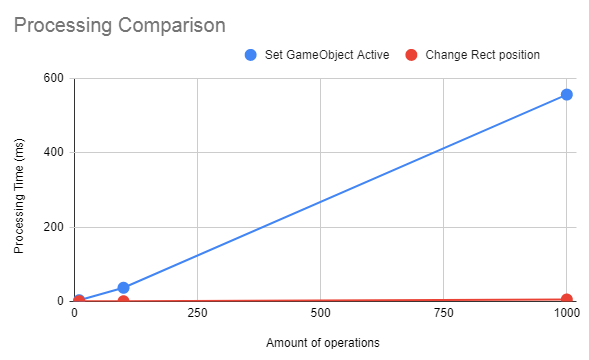 Processing Comparison
Set GameObject Active
Change Rect position
600
400
200
0
Processing Time (ms)
0
250
500
750
1000
Amount of operations